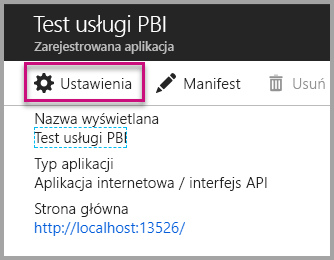 Test usługi PBI
Zarejestrowana aplikacja
Ustawienia Manifest Usuń
Nazwa wyświetlana
Test usługi PBI
Typ aplikacji
Aplikacja internetowa / interfejs API
Strona główna
http://localhost:13526/